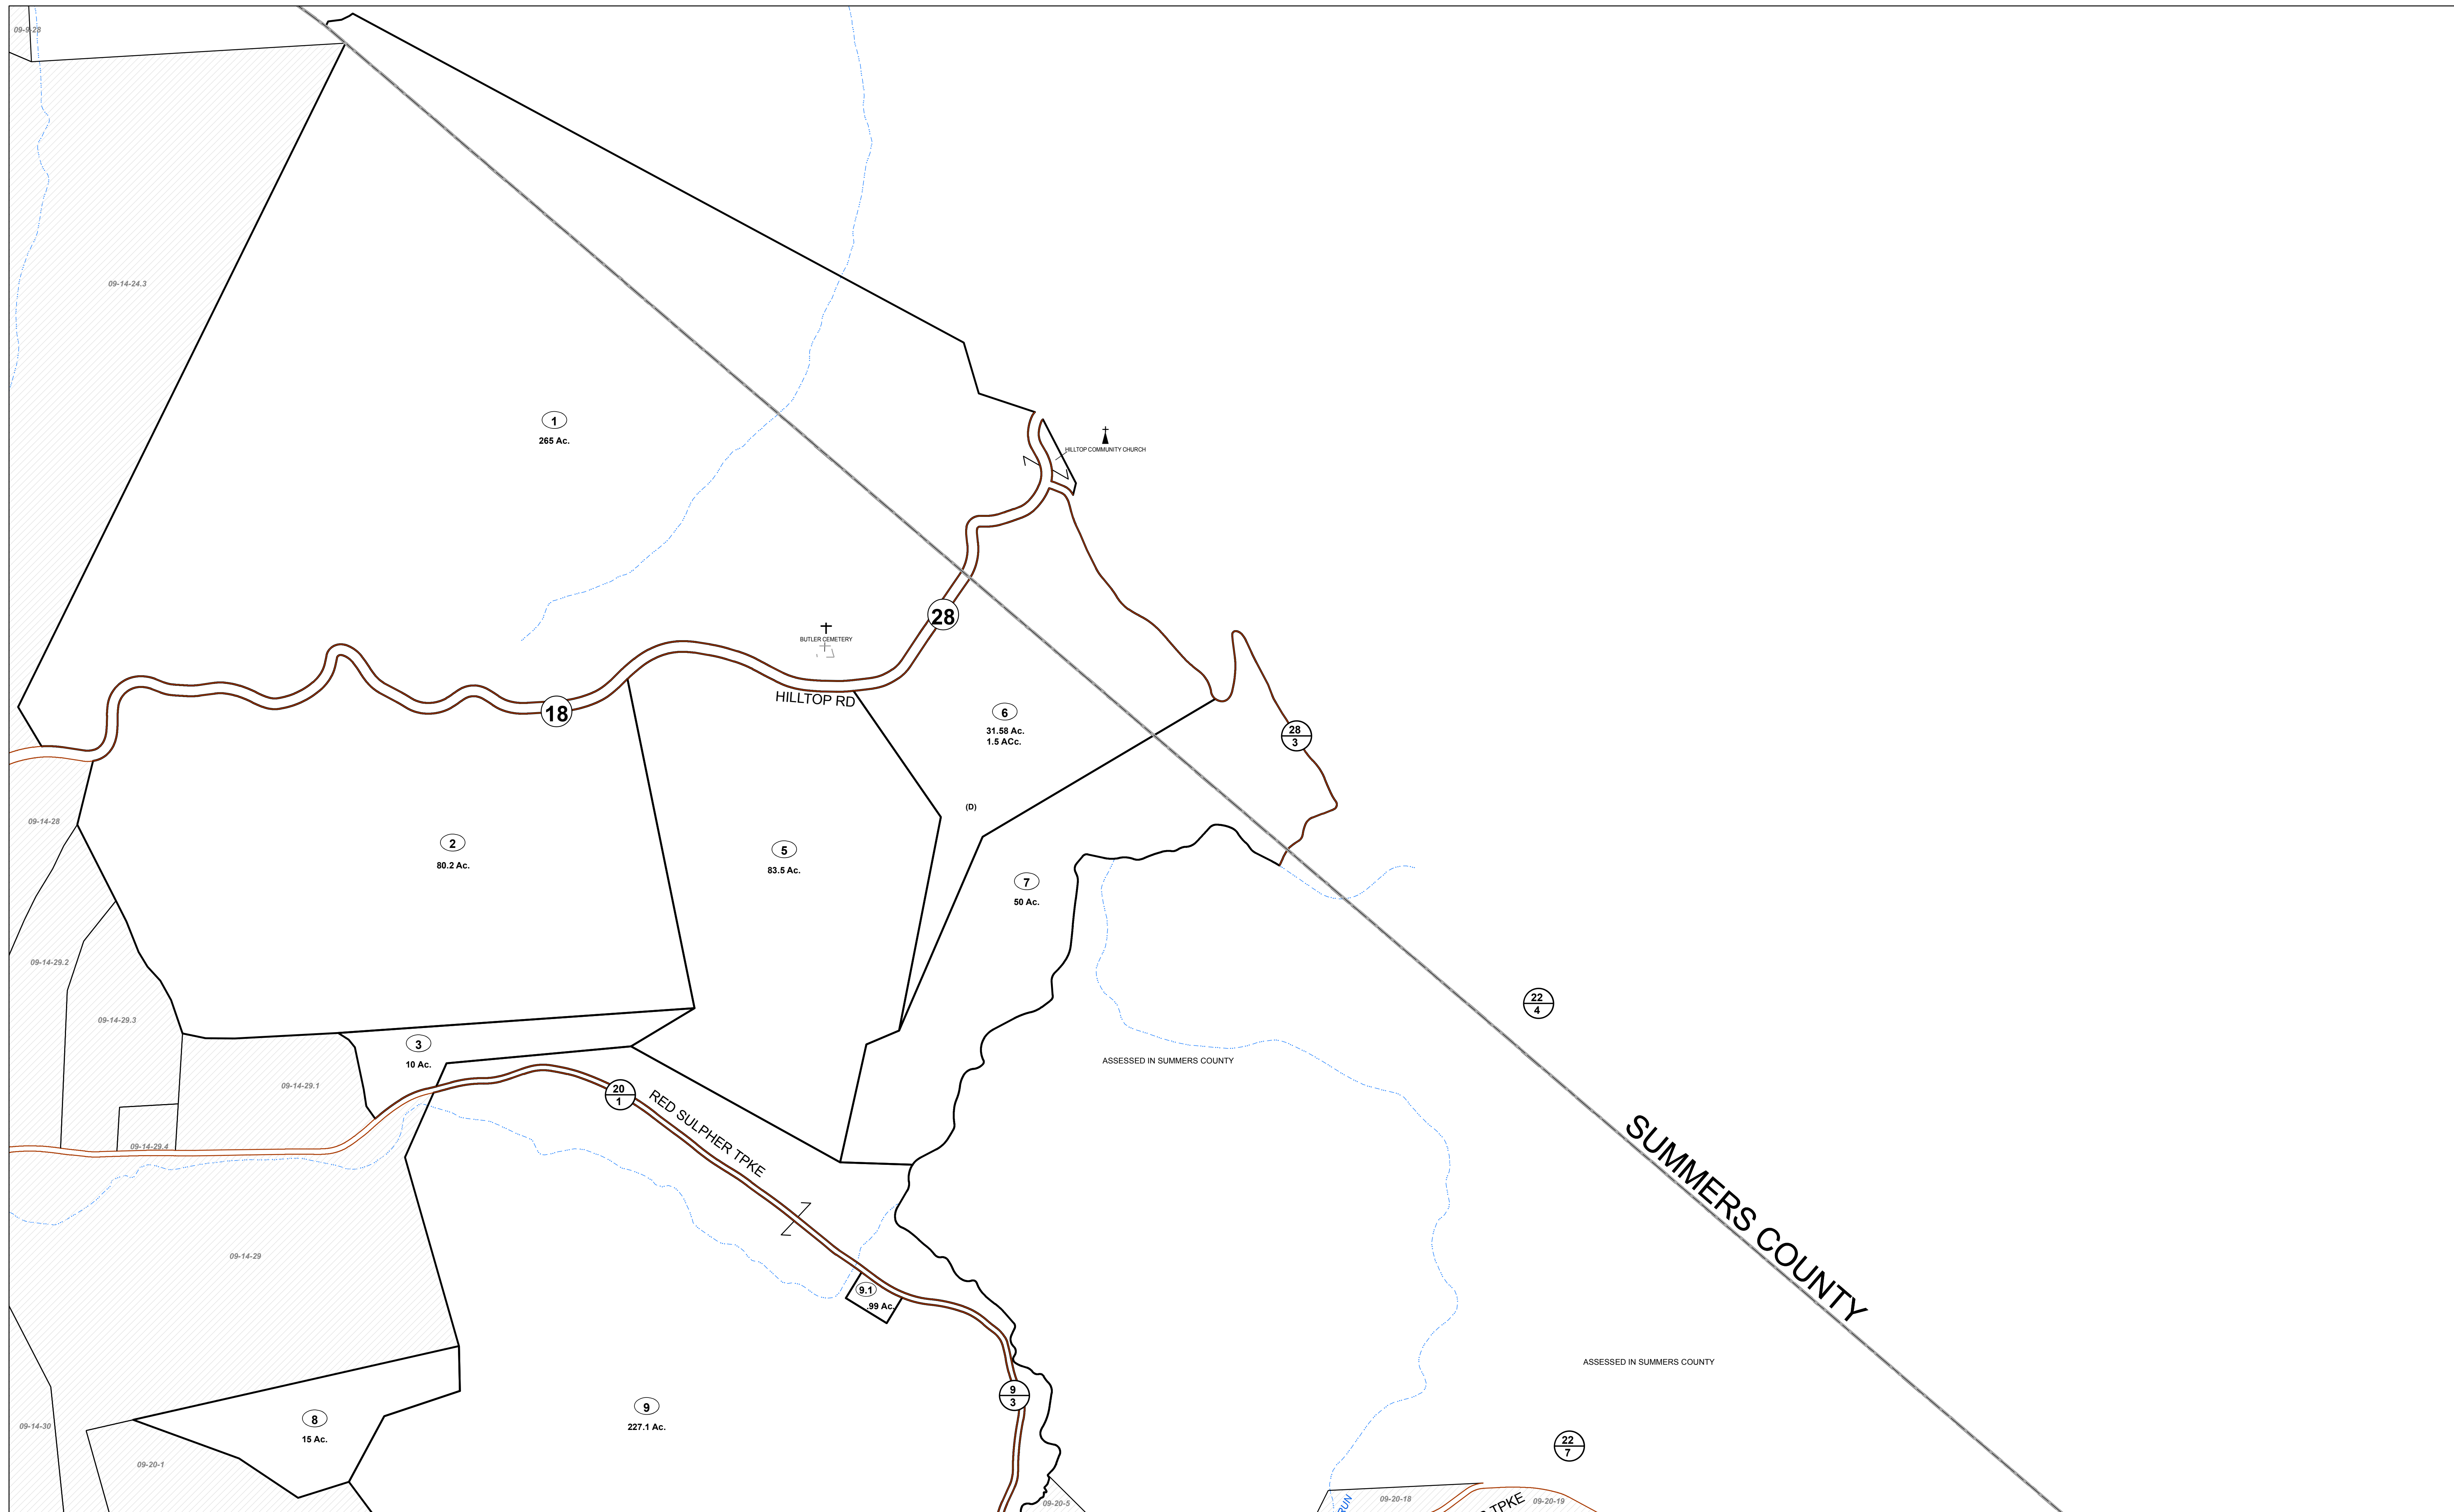 09-9-28
09-14-24.3
1
265 Ac.
HILLTOP COMMUNITY CHURCH
28
BUTLER CEMETERY
HILLTOP RD
18
6
31.58 Ac.
1.5 ACc.
28
3
(D)
09-14-28
2
80.2 Ac.
5
83.5 Ac.
7
50 Ac.
09-14-29.2
09-14-29.3
22
4
3
10 Ac.
ASSESSED IN SUMMERS COUNTY
09-14-29.1
20
1
RED SULPHER TPKE
09-14-29.4
SUMMERS COUNTY
09-14-29
9.1
.99 Ac.
ASSESSED IN SUMMERS COUNTY
9
3
9
227.1 Ac.
8
15 Ac.
09-14-30
22
7
09-20-1
09-20-5
RUN
09-20-18
TPKE
09-20-19